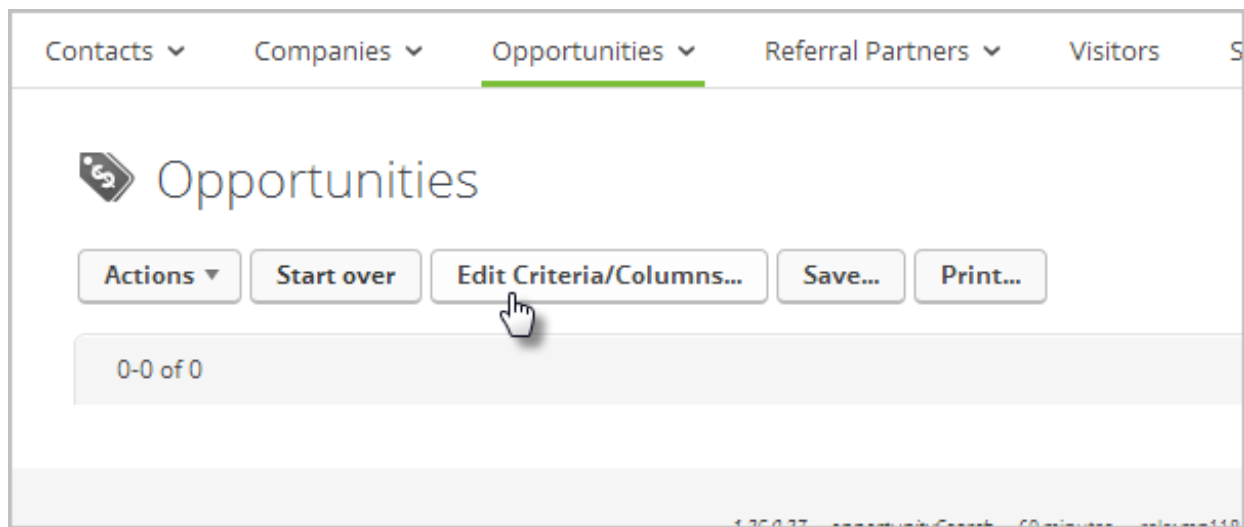 Contacts Companies Opportunities Referral Partners Visitors
Opportunities
Actions Start over Edit Criteria/Columns... Save... Print...
0-0 of 0